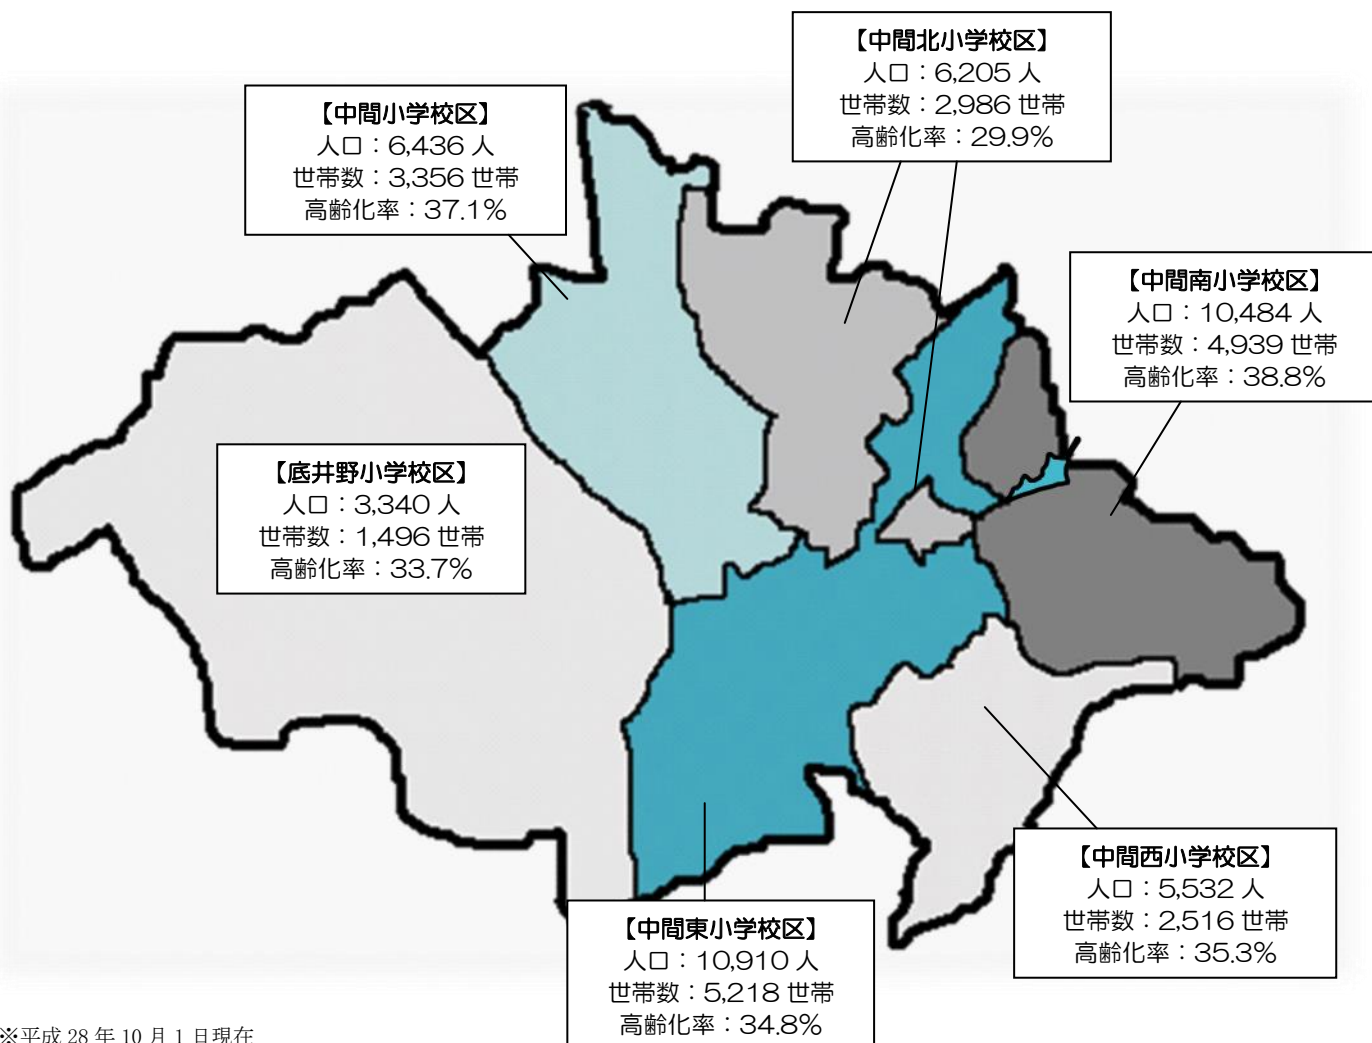 【中間北小学校区】
人口：6,205 人
世帯数：2,986 世帯
高齢化率：29.9%
【中間小学校区】
人口：6,436 人
世帯数：3,356 世帯
高齢化率：37.1%
【中間南小学校区】
人口：10,484 人
世帯数：4,939 世帯
高齢化率：38.8%
【底井野小学校区】
人口：3,340 人
世帯数：1,496 世帯
高齢化率：33.7%
【中間西小学校区】
人口：5,532 人
世帯数：2,516 世帯
高齢化率：35.3%
【中間東小学校区】
人口：10,910 人
世帯数：5,218 世帯
高齢化率：34.8%
※平成 28 年 10 月 1 日現在